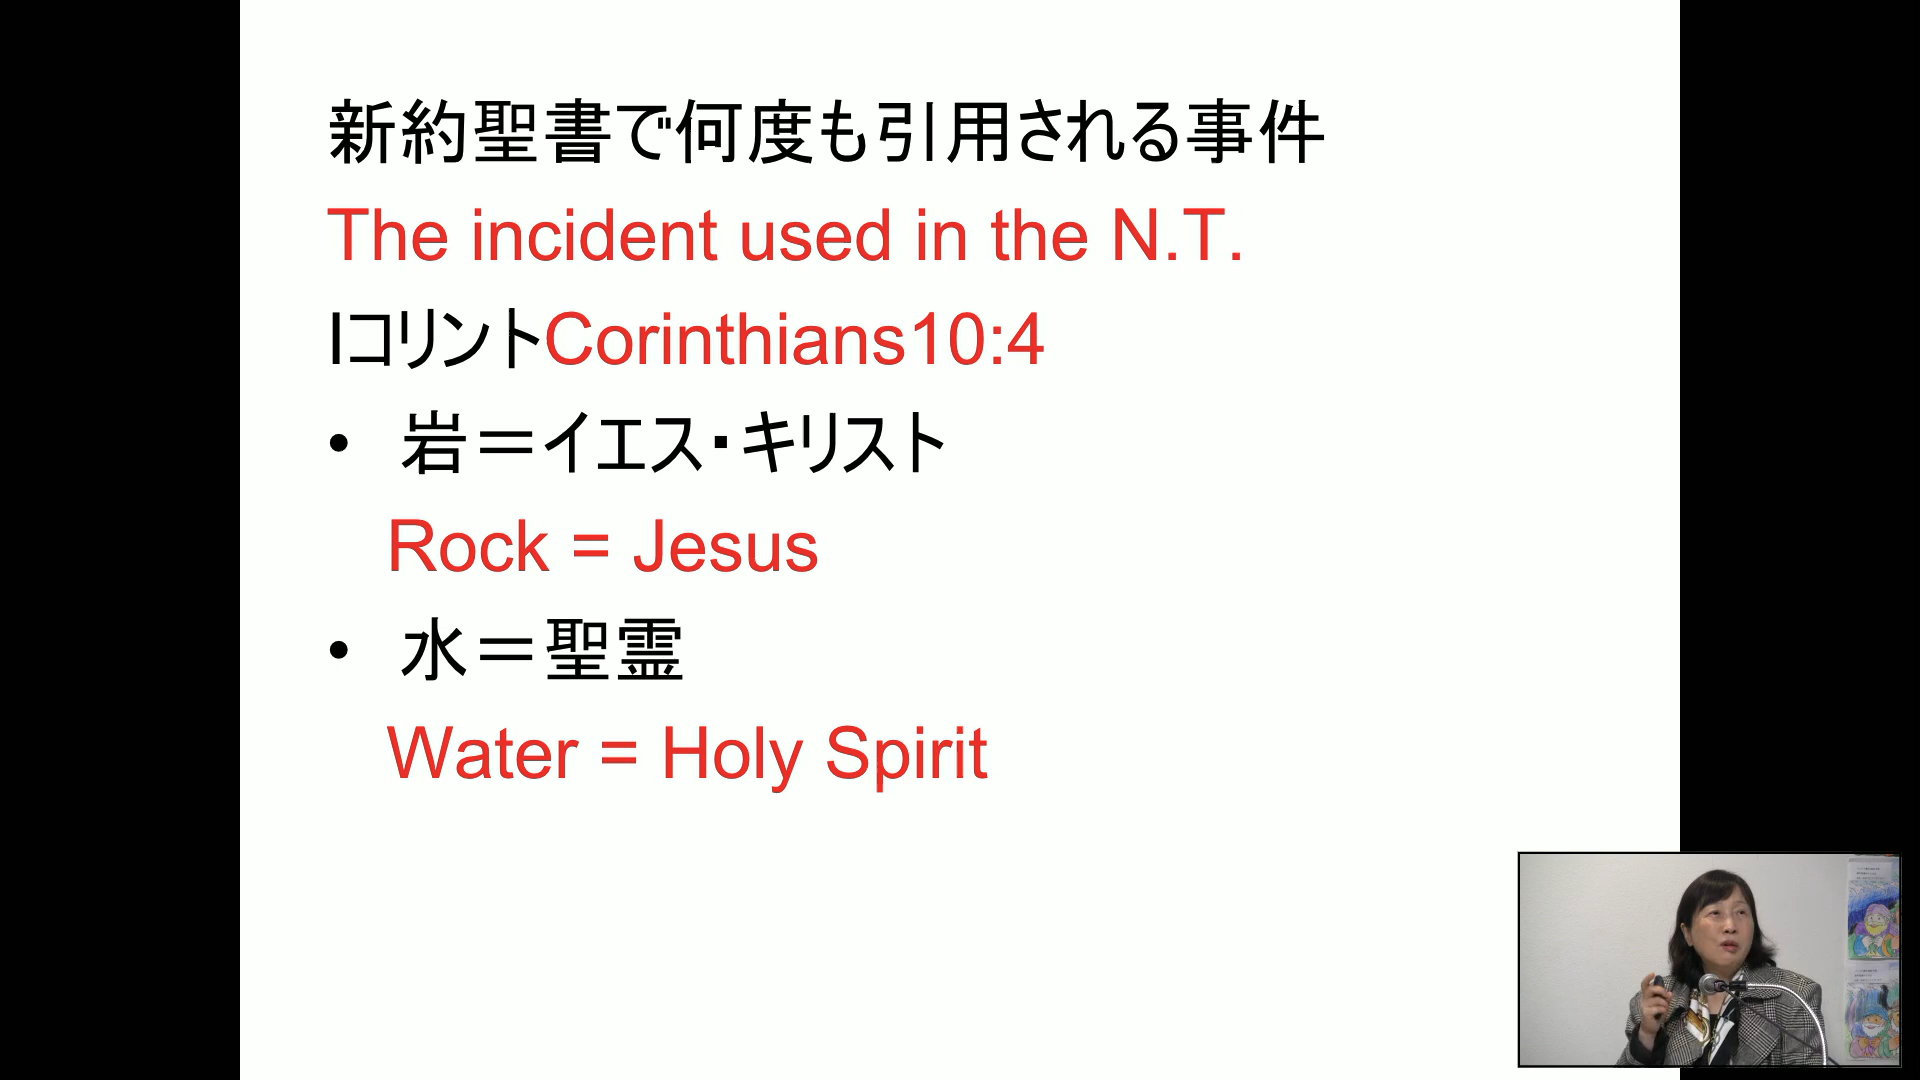 新約聖書で何度も引用される事件
The incident used in the N.T.
IコリントCorinthians10:4
• 岩＝イエス・キリスト
Rock = Jesus
• 水＝聖霊
Water = Holy Spirit